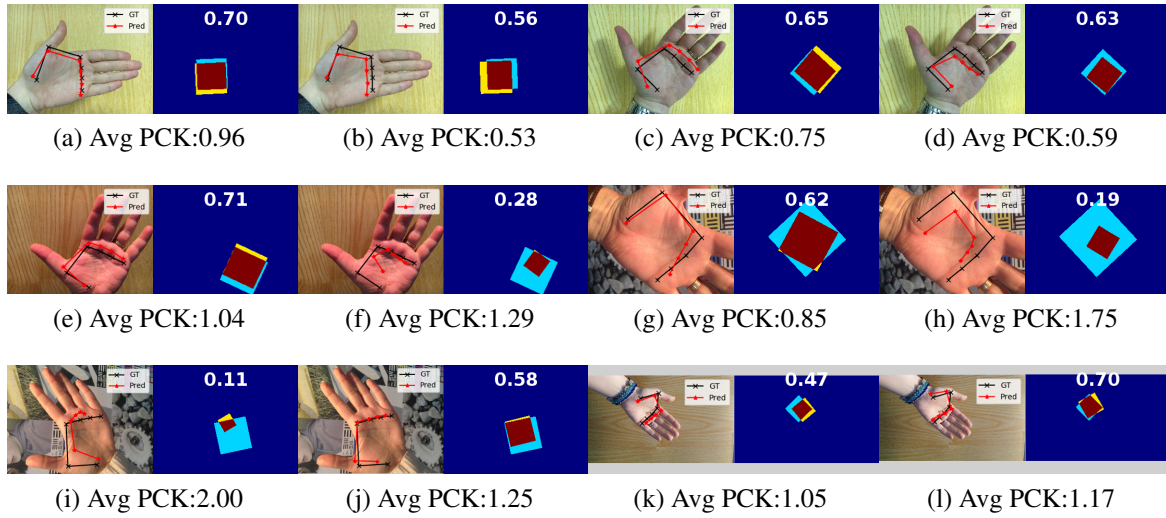 GT 0.70 GT 0.56 GT 0.65 GT 0.63
Pred Pred Pred Pred
(a) Avg PCK:0.96 (b) Avg PCK:0.53 (c) Avg PCK:0.75 (d) Avg PCK:0.59
GT 0.71 GT 0.28 GT 0.62 GT 0.19
Pred Pred Pred Pred
(e) Avg PCK:1.04 (f) Avg PCK:1.29 (g) Avg PCK:0.85 (h) Avg PCK:1.75
GT 0.11 GT 0.58 GT 0.47 GT 0.70
Pred Pred Pred Pred
(i) Avg PCK:2.00 (j) Avg PCK:1.25 (k) Avg PCK:1.05 (l) Avg PCK:1.17